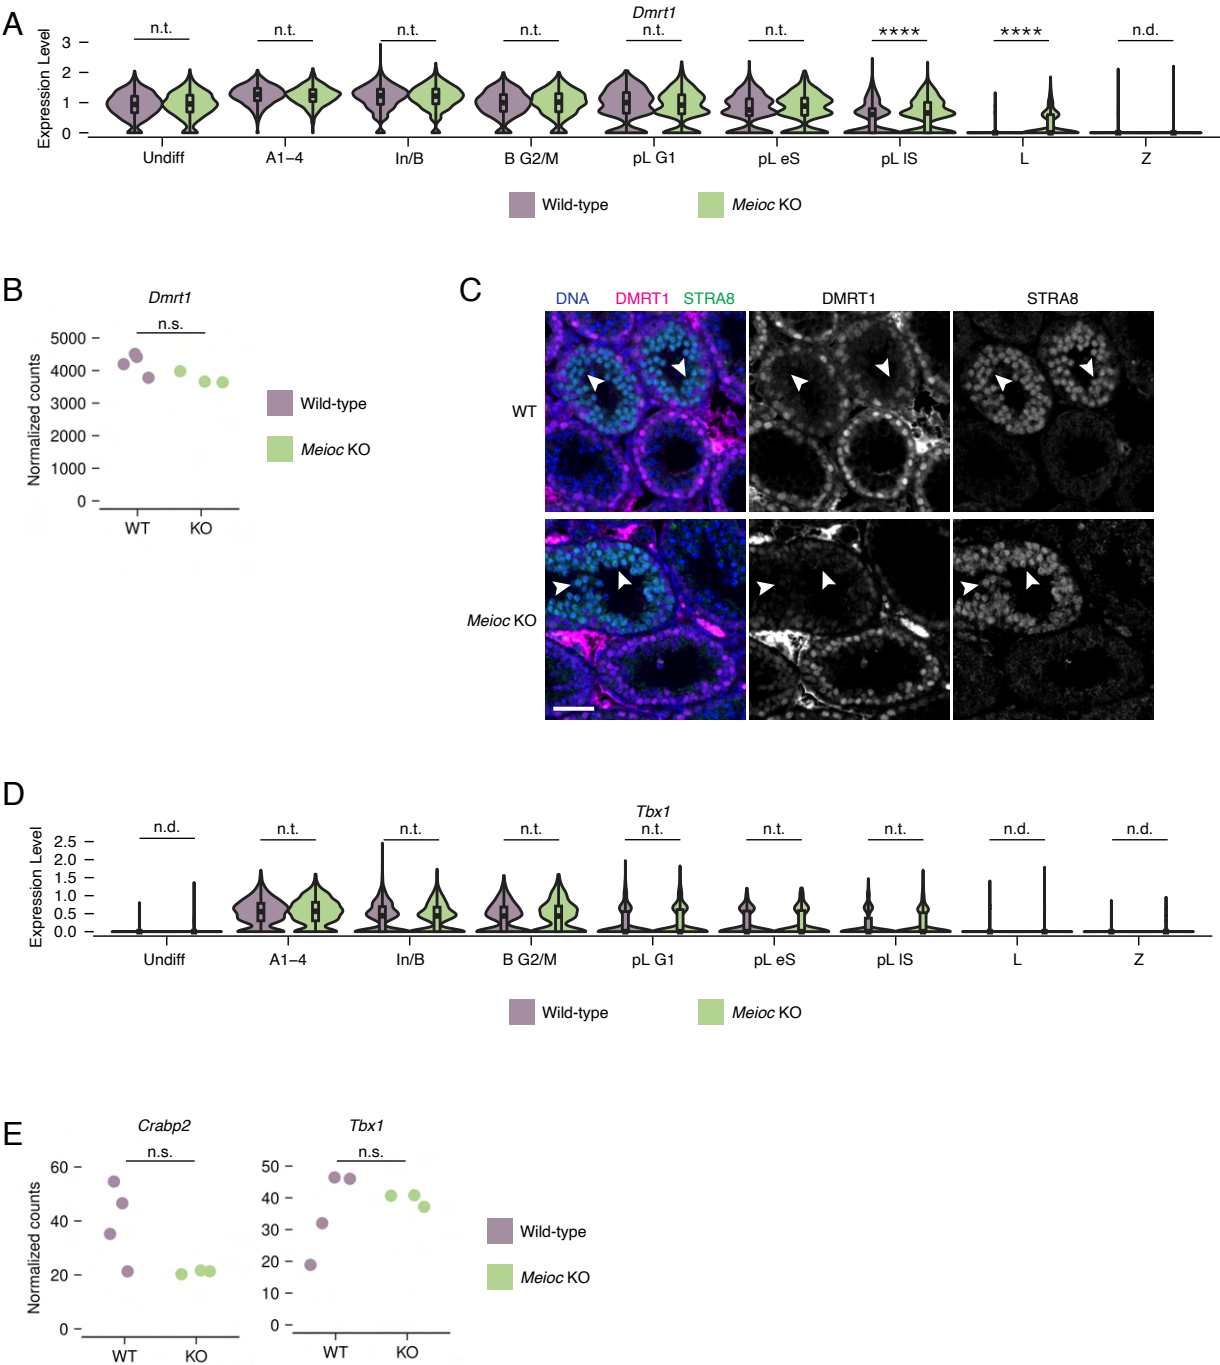 A
Dmrt1
n.t. n.t. n.t. n.t. n.t. n.t. **** **** n.d.
Expression Level
3
2
1
0
Undiff A1–4 In/B B G2/M pL G1 pL eS pL lS L Z
Wild-type Meioc KO
B
Dmrt1
n.s.
Normalized counts
5000
4000
3000
2000
1000
0
WT KO
Wild-type
Meioc KO
C
DNA DMRT1 STRA8 DMRT1 STRA8
WT
Meioc KO
D
Tbx1
n.d. n.t. n.t. n.t. n.t. n.t. n.t. n.d. n.d.
Expression Level
2.5
2.0
1.5
1.0
0.5
0.0
Undiff A1–4 In/B B G2/M pL G1 pL eS pL lS L Z
Wild-type Meioc KO
E
Crabp2
n.s.
Normalized counts
60
40
20
0
WT KO
Tbx1
n.s.
50
40
30
20
10
0
WT KO
Wild-type
Meioc KO